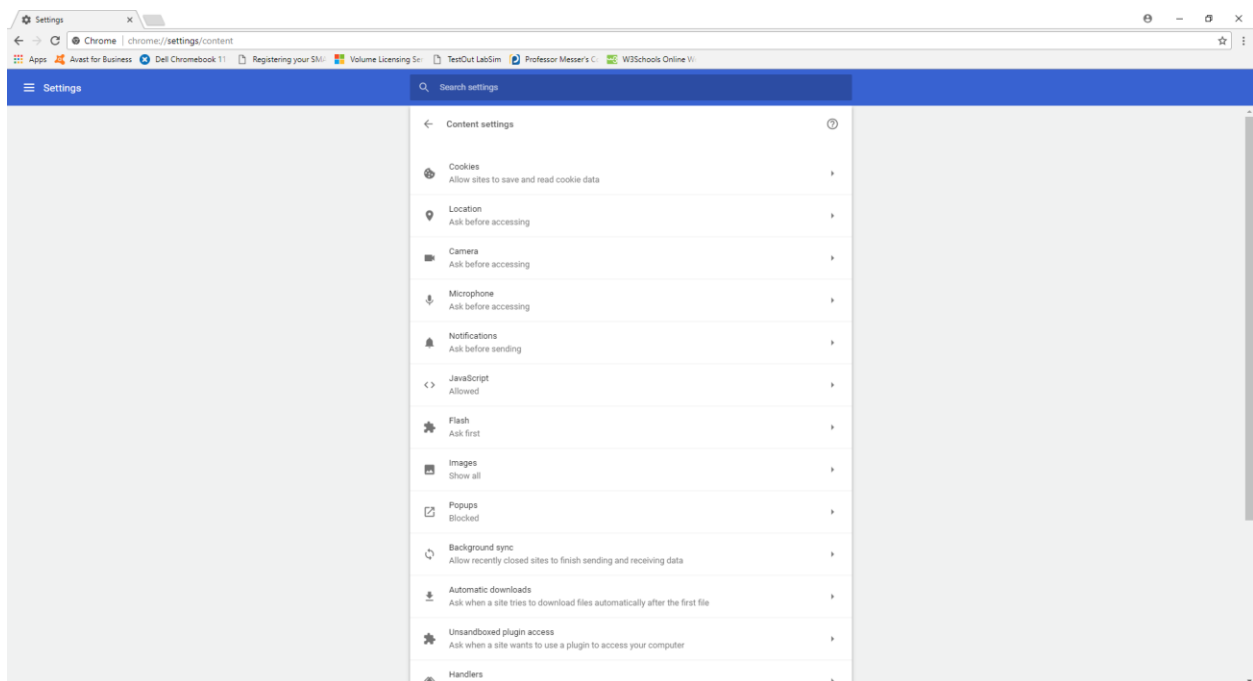 Settings
Chrome | chrome://settings/content
Apps Avast for Business Dell Chromebook 11 Registering your SMA Volume Licensing Ser TestOut LabSim Professor Messer's C W3Schools Online W
Settings Search settings
Content settings
Cookies
Allow sites to save and read cookie data
Location
Ask before accessing
Camera
Ask before accessing
Microphone
Ask before accessing
Notifications
Ask before sending
JavaScript
Allowed
Flash
Ask first
Images
Show all
Popups
Blocked
Background sync
Allow recently closed sites to finish sending and receiving data
Automatic downloads
Ask when a site tries to download files automatically after the first file
Unsandboxed plugin access
Ask when a site wants to use a plugin to access your computer
Handlers